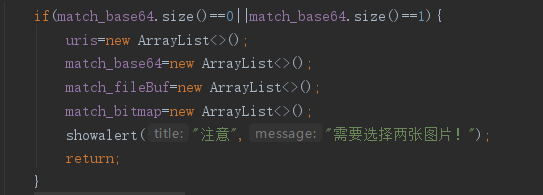 if(match_base64.size()==0||match_base64.size()==1){
uris=new ArrayList<>();
match_base64=new ArrayList<>();
match_fileBuf=new ArrayList<>();
match_bitmap=new ArrayList<>();
showalert( title: "注意", message: "需要选择两张图片！");
return;
}